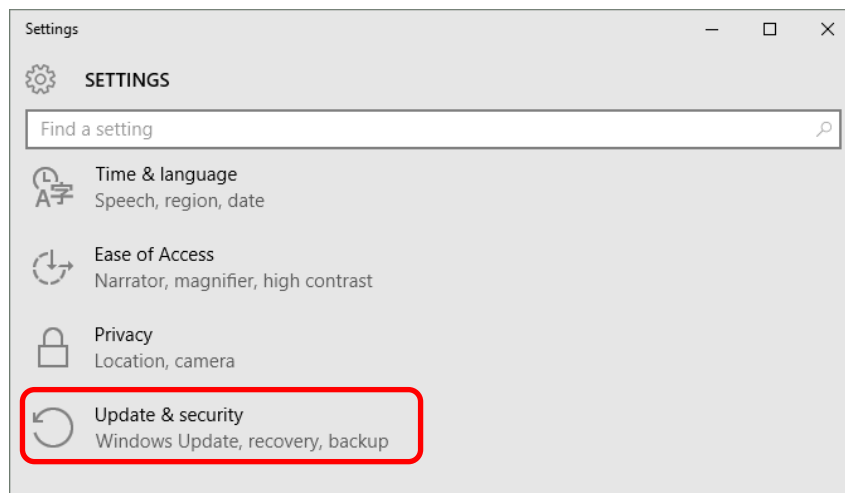 Settings
SETTINGS
Find a setting
Time & language
Speech, region, date
Ease of Access
Narrator, magnifier, high contrast
Privacy
Location, camera
Update & security
Windows Update, recovery, backup